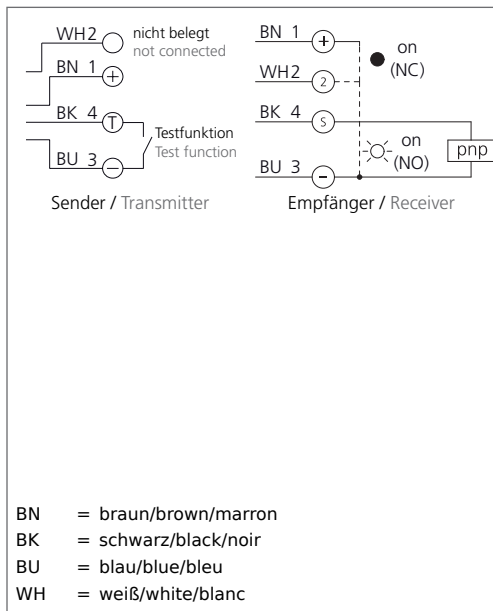 WH2 nicht belegt
not connected
BN 1 +
BK 4 T
Testfunktion
Test function
BU 3 −
Sender / Transmitter
BN 1 +
on
(NC)
WH2 2
BK 4 S
on
(NO)
pnp
BU 3 -
Empfänger / Receiver
BN = braun/brown/marron
BK = schwarz/black/noir
BU = blau/blue/bleu
WH = weiß/white/blanc